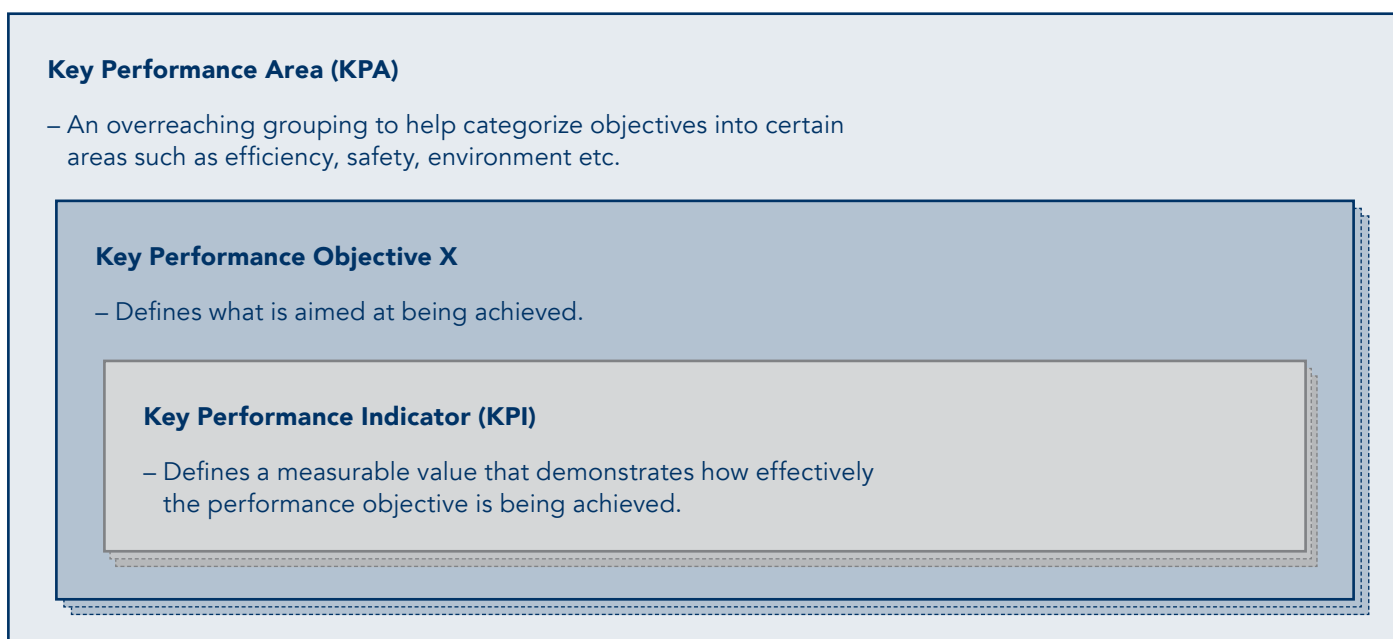 Key Performance Area (KPA)
– An overreaching grouping to help categorize objectives into certain
areas such as efficiency, safety, environment etc.
Key Performance Objective X
– Defines what is aimed at being achieved.
Key Performance Indicator (KPI)
– Defines a measurable value that demonstrates how effectively
the performance objective is being achieved.